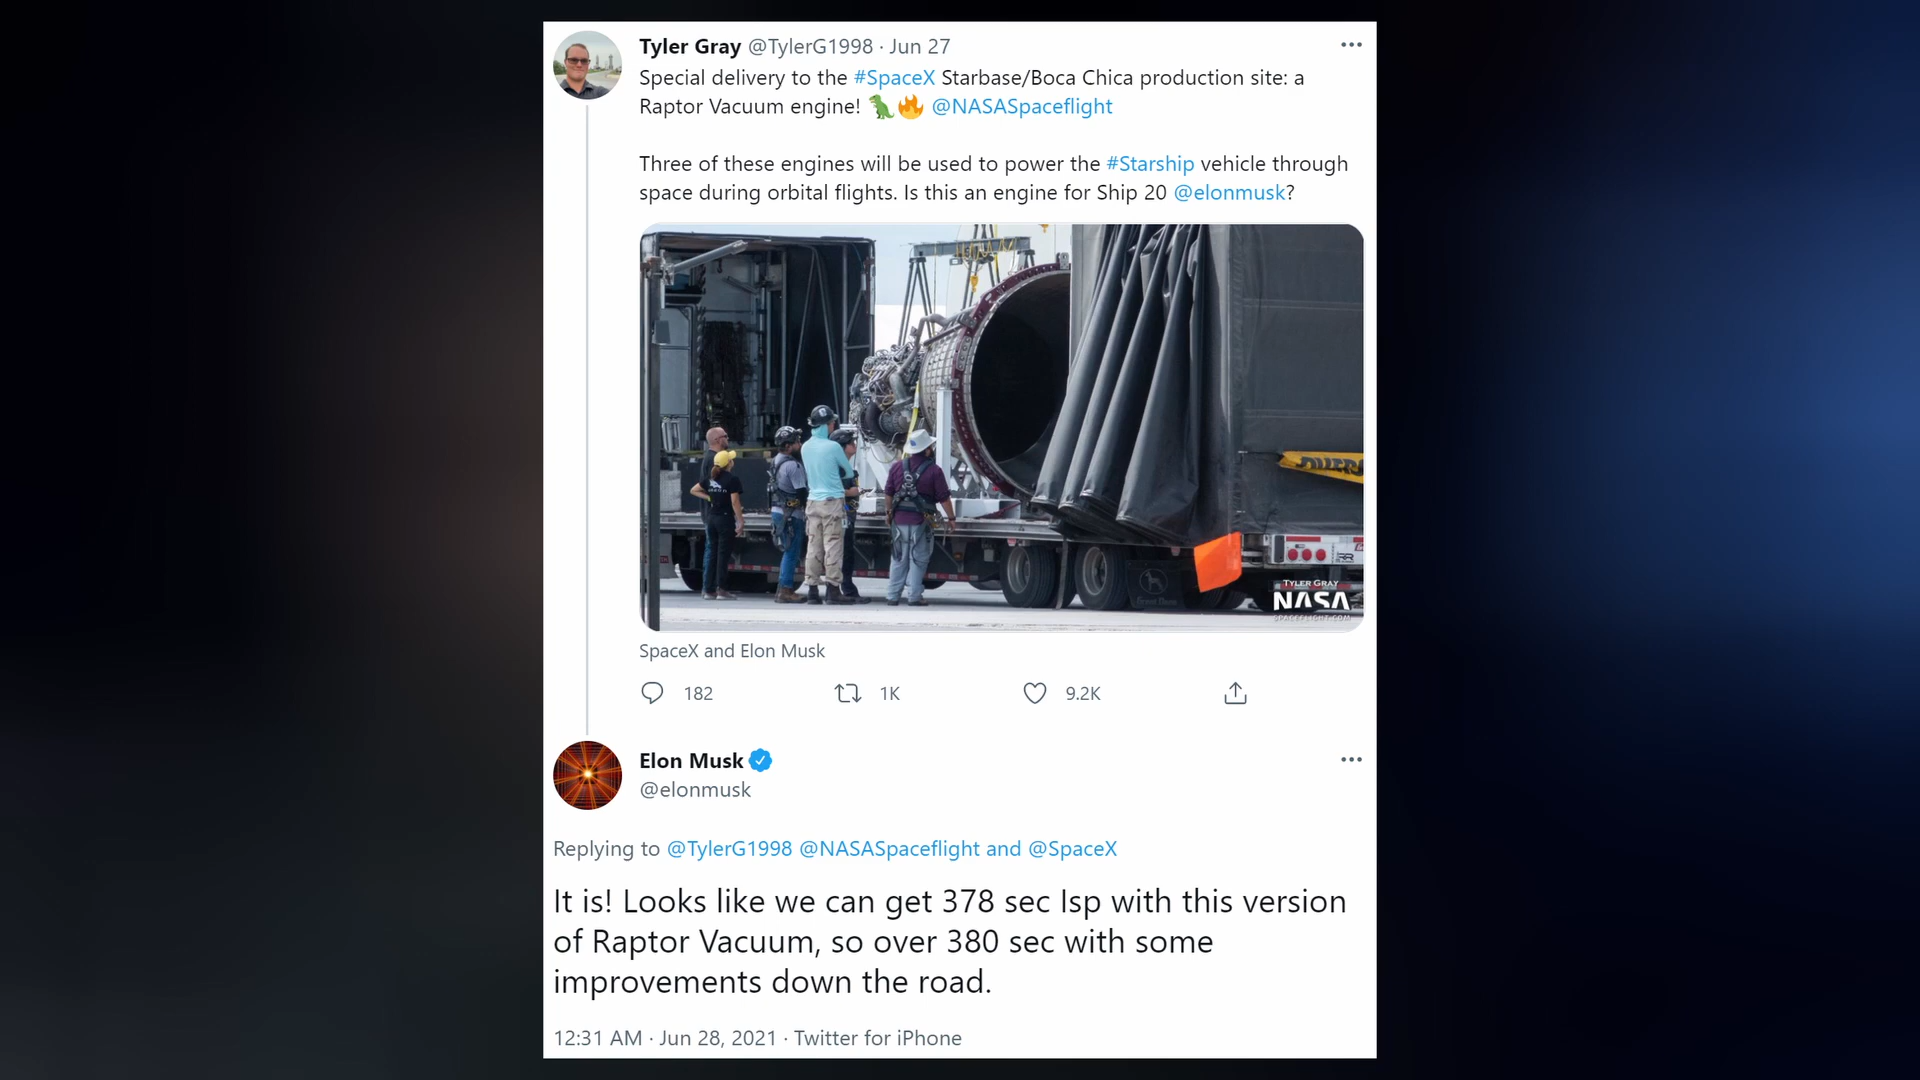 Tyler Gray @TylerG1998 · Jun 27
Special delivery to the #SpaceX Starbase/Boca Chica production site: a
Raptor Vacuum engine! 🦖🔥 @NASASpaceflight
Three of these engines will be used to power the #Starship vehicle through
space during orbital flights. Is this an engine for Ship 20 @elonmusk?
TYLER GRAY
NASA
SPACEFLIGHT.COM
SpaceX and Elon Musk
182 1K 9.2K
Elon Musk
@elonmusk
Replying to @TylerG1998 @NASASpaceflight and @SpaceX
It is! Looks like we can get 378 sec Isp with this version
of Raptor Vacuum, so over 380 sec with some
improvements down the road.
12:31 AM · Jun 28, 2021 · Twitter for iPhone